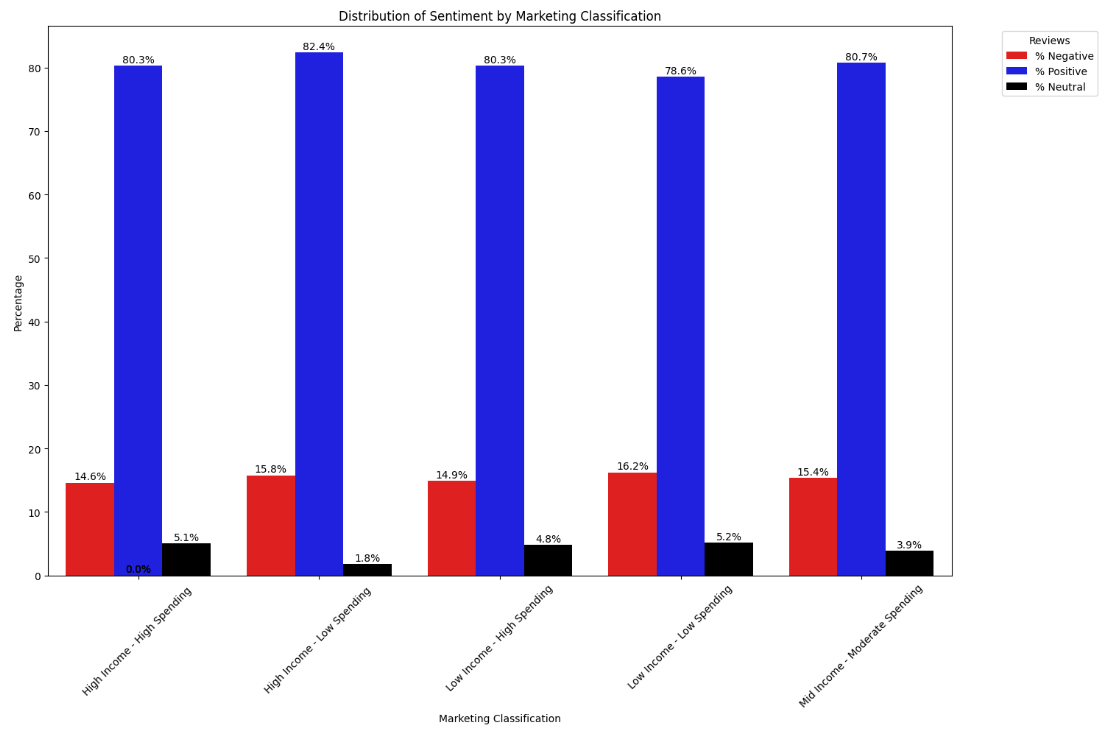 Distribution of Sentiment by Marketing Classification
Reviews
% Negative
% Positive
% Neutral
Percentage
80
70
60
50
40
30
20
10
0
14.6%
80.3%
0.0%
5.1%
15.8%
82.4%
1.8%
14.9%
80.3%
4.8%
16.2%
78.6%
5.2%
15.4%
80.7%
3.9%
High Income - High Spending
High Income - Low Spending
Low Income - High Spending
Low Income - Low Spending
Mid Income - Moderate Spending
Marketing Classification